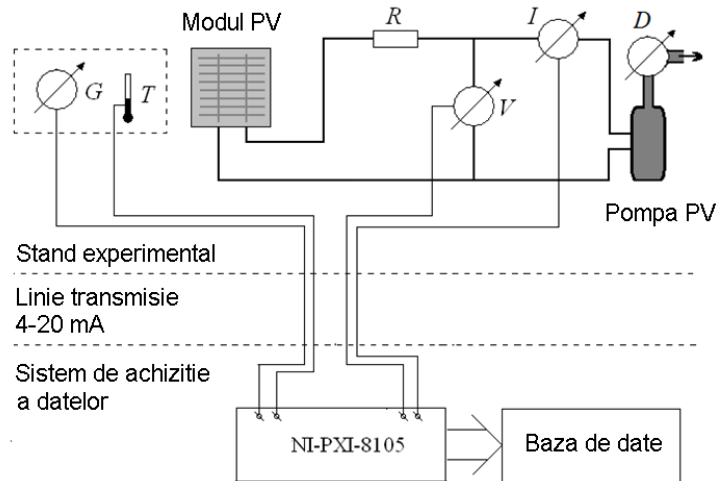 Modul PV
R
I
D
G
T
V
Pompa PV
Stand experimental
Linie transmisie
4-20 mA
Sistem de achizitie
a datelor
NI-PXI-8105
Baza de date